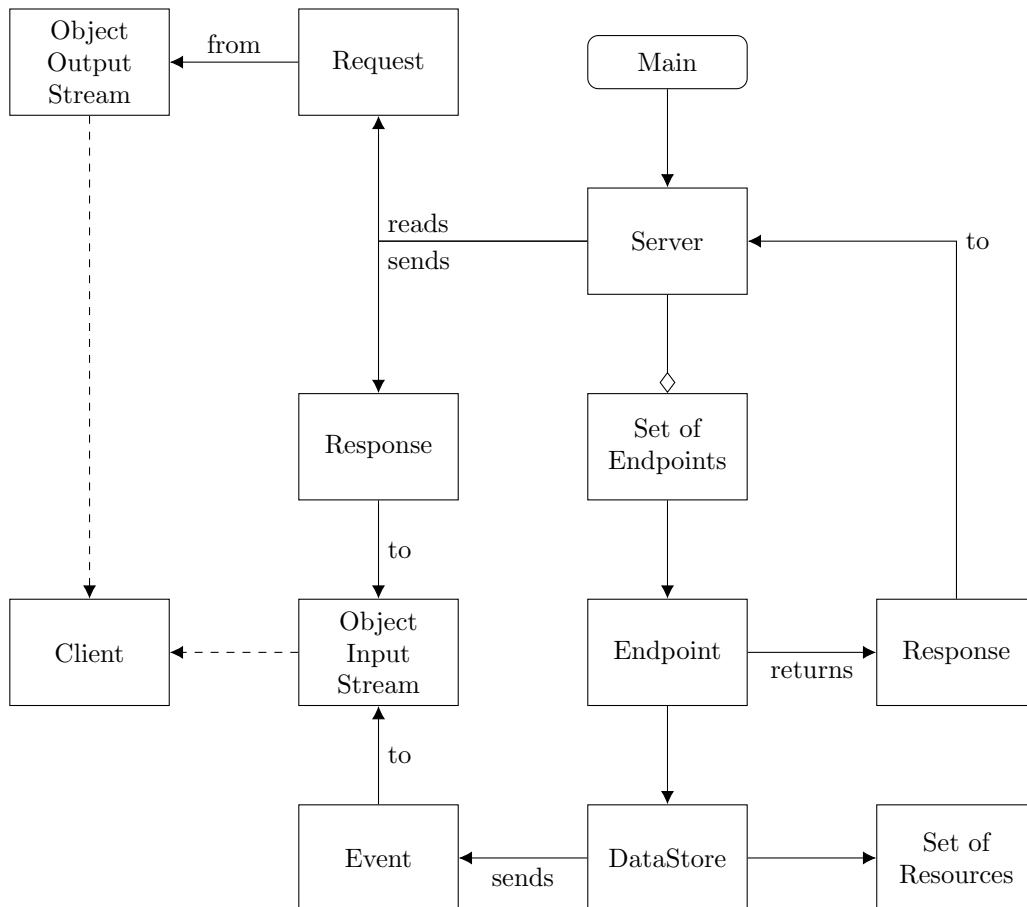 Object
Output
Stream
from
Request
Main
reads
sends
Server
to
Response
Set of
Endpoints
to
Client
Object
Input
Stream
Endpoint
returns
Response
to
Event
sends
DataStore
Set of
Resources